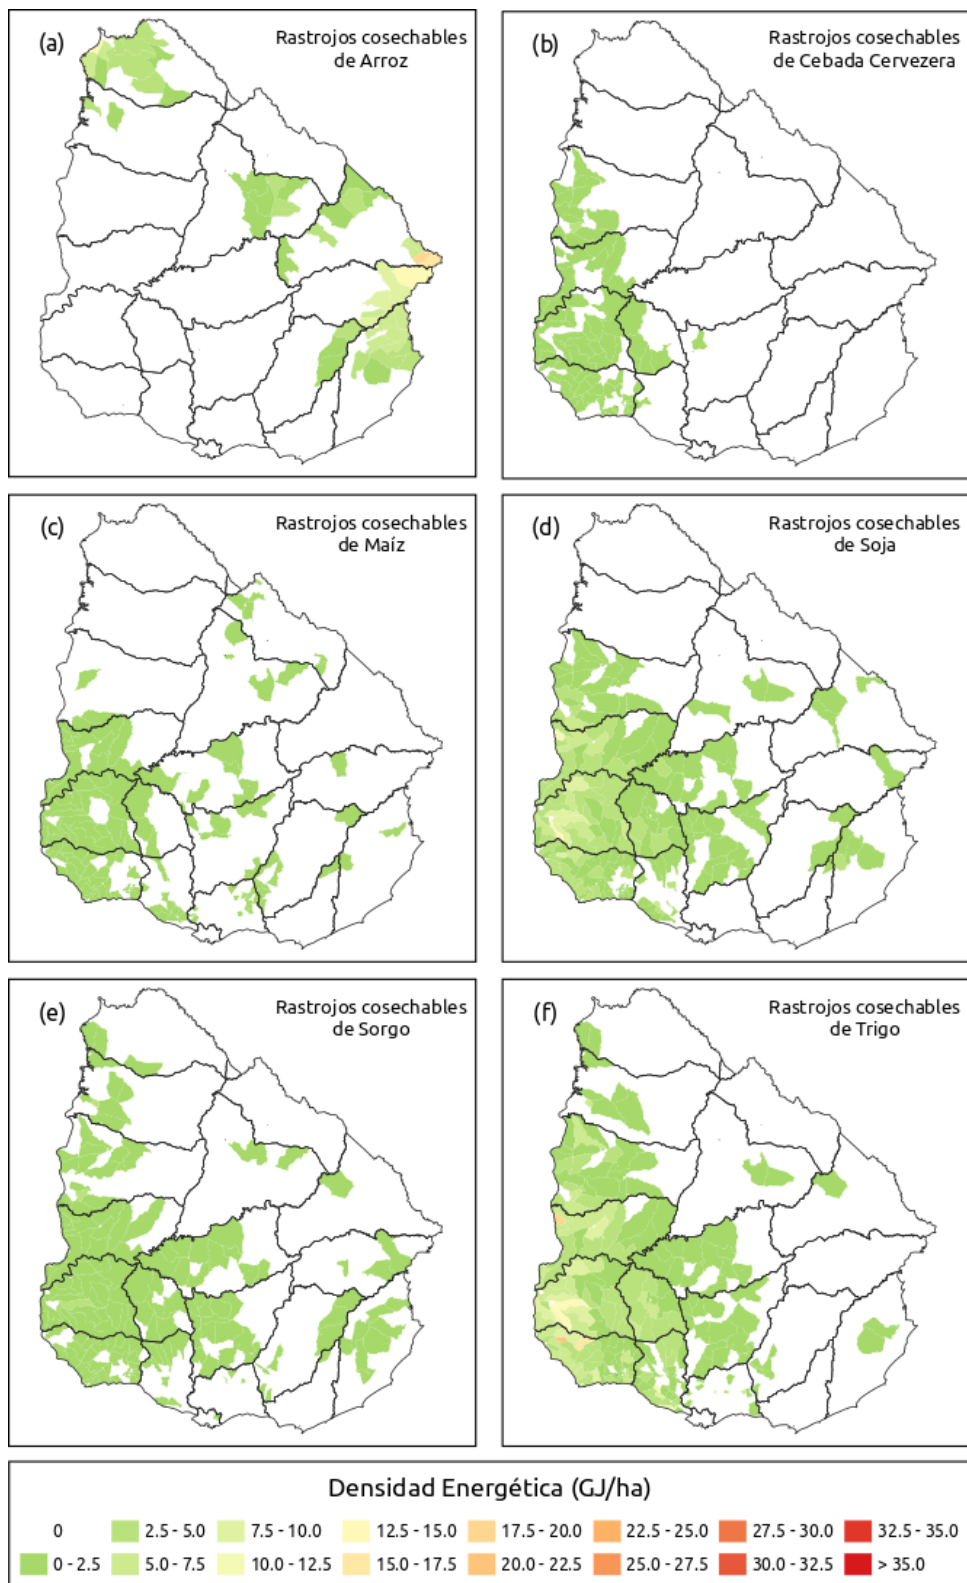 (a) Rastrojos cosechables
de Arroz
(b) Rastrojos cosechables
de Cebada Cervezera
(c) Rastrojos cosechables
de Maíz
(d) Rastrojos cosechables
de Soja
(e) Rastrojos cosechables
de Sorgo
(f) Rastrojos cosechables
de Trigo
Densidad Energética (GJ/ha)
0 2.5 - 5.0 7.5 - 10.0 12.5 - 15.0 17.5 - 20.0 22.5 - 25.0 27.5 - 30.0 32.5 - 35.0
0 - 2.5 5.0 - 7.5 10.0 - 12.5 15.0 - 17.5 20.0 - 22.5 25.0 - 27.5 30.0 - 32.5 > 35.0